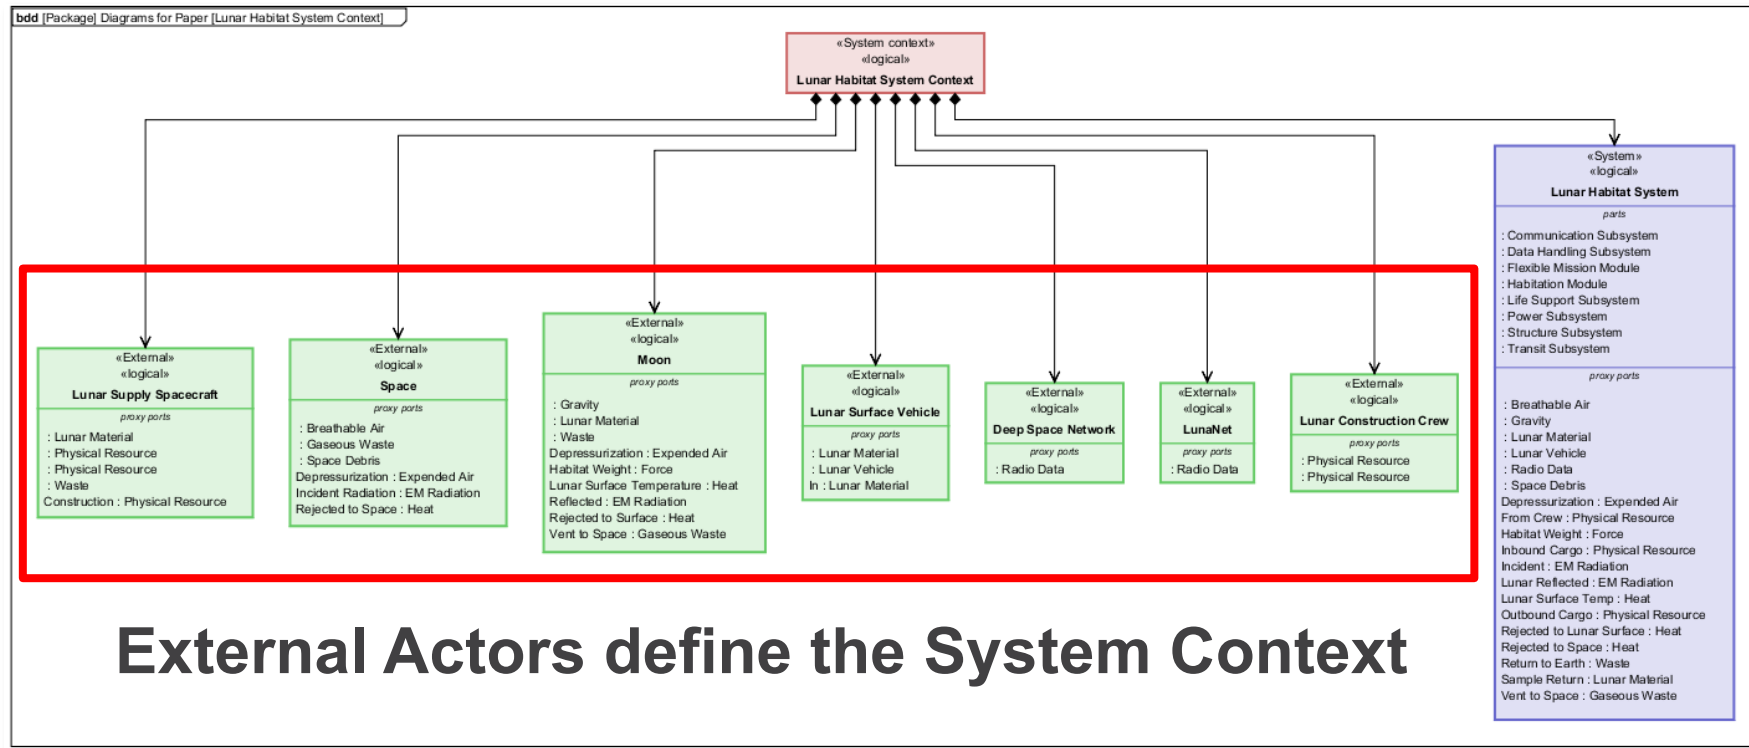 bdd [Package] Diagrams for Paper [Lunar Habitat System Context]
«System context»
«logical»
Lunar Habitat System Context
«External»
«logical»
Lunar Supply Spacecraft
proxy ports
: Lunar Material
: Physical Resource
: Physical Resource
: Waste
Construction : Physical Resource
«External»
«logical»
Space
proxy ports
: Breathable Air
: Gaseous Waste
: Space Debris
Depressurization : Expended Air
Incident Radiation : EM Radiation
Rejected to Space : Heat
«External»
«logical»
Moon
proxy ports
: Gravity
: Lunar Material
: Waste
Depressurization : Expended Air
Habitat Weight : Force
Lunar Surface Temperature : Heat
Reflected : EM Radiation
Rejected to Surface : Heat
Vent to Space : Gaseous Waste
«External»
«logical»
Lunar Surface Vehicle
proxy ports
: Lunar Material
: Lunar Vehicle
In : Lunar Material
«External»
«logical»
Deep Space Network
proxy ports
: Radio Data
«External»
«logical»
LunaNet
proxy ports
: Radio Data
«External»
«logical»
Lunar Construction Crew
proxy ports
: Physical Resource
: Physical Resource
«System»
«logical»
Lunar Habitat System
parts
: Communication Subsystem
: Data Handling Subsystem
: Flexible Mission Module
: Habitation Module
: Life Support Subsystem
: Power Subsystem
: Structure Subsystem
: Transit Subsystem
proxy ports
: Breathable Air
: Gravity
: Lunar Material
: Lunar Vehicle
: Radio Data
: Space Debris
Depressurization : Expended Air
From Crew : Physical Resource
Habitat Weight : Force
Inbound Cargo : Physical Resource
Incident : EM Radiation
Lunar Reflected : EM Radiation
Lunar Surface Temp : Heat
Outbound Cargo : Physical Resource
Rejected to Lunar Surface : Heat
Rejected to Space : Heat
Return to Earth : Waste
Sample Return : Lunar Material
Vent to Space : Gaseous Waste
External Actors define the System Context